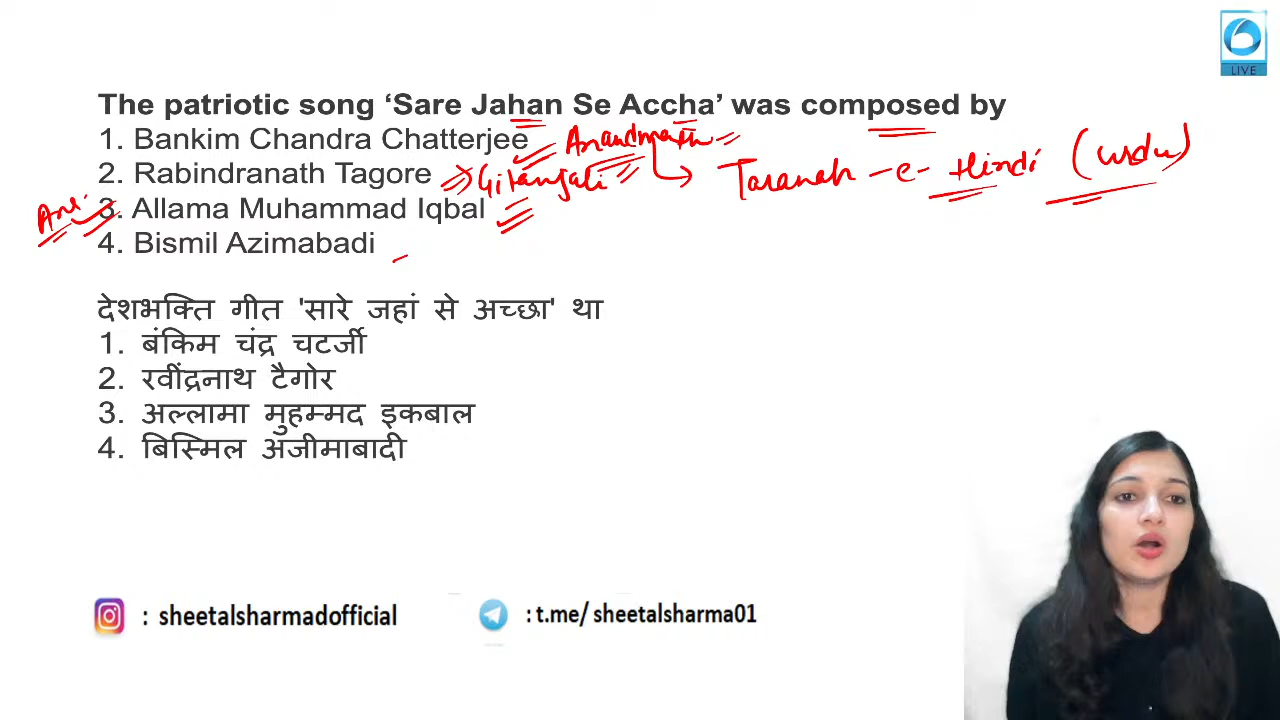 LIVE
The patriotic song ‘Sare Jahan Se Accha’ was composed by
1. Bankim Chandra Chatterjee Anandmath
2. Rabindranath Tagore Gitanjali Taranah-e-Hindi (Urdu)
Ans. 3. Allama Muhammad Iqbal
4. Bismil Azimabadi
देशभक्ति गीत 'सारे जहां से अच्छा' था
1. बंकिम चंद्र चटर्जी
2. रवींद्रनाथ टैगोर
3. अल्लामा मुहम्मद इकबाल
4. बिस्मिल अजीमाबादी
: sheetalsharmadofficial : t.me/ sheetalsharma01